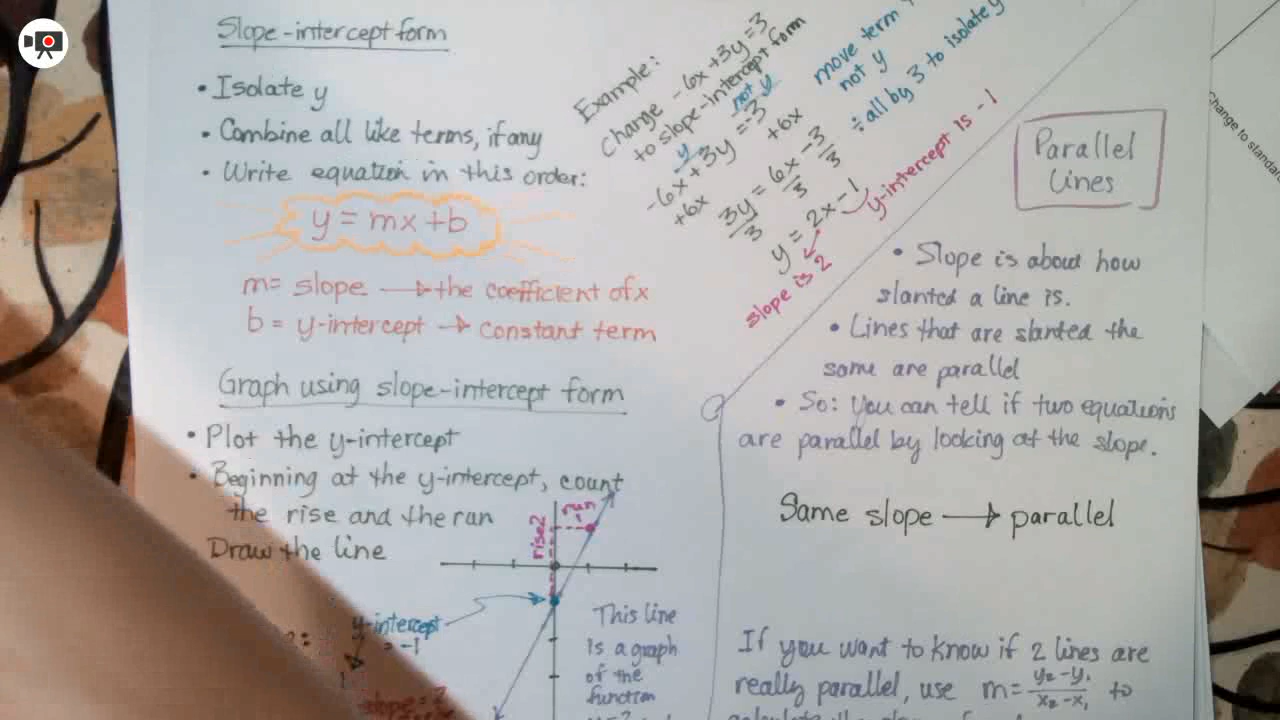 Slope-intercept form
• Isolate y
• Combine all like terms, if any
• Write equation in this order:
y = mx + b
m = slope → the coefficient of x
b = y-intercept → constant term
Graph using slope-intercept form
• Plot the y-intercept
• Beginning at the y-intercept, count
the rise and the run
Draw the line
rise 2
run
1
y-intercept
= -1
slope = 2
This line
is a graph
of the
function
Example:
Change -6x + 3y = 3
to slope-intercept form
y not y
-6x + 3y = -3
+6x +6x
3y = 6x - 3
/3 /3 /3
y = 2x - 1
slope is 2
y-intercept is -1
move term
not y
÷ all by 3 to isolate y
Parallel
lines
• Slope is about how
slanted a line is.
• Lines that are slanted the
same are parallel
• So: You can tell if two equations
are parallel by looking at the slope.
Same slope → parallel
If you want to know if 2 lines are
really parallel, use m = y₂-y₁/x₂-x₁ to
Change to standard